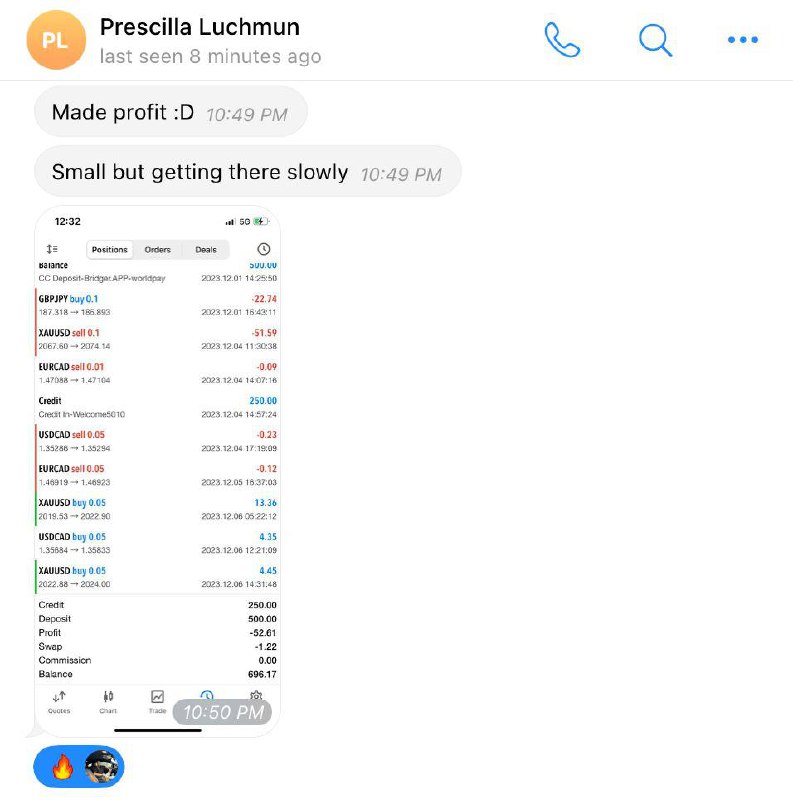 PL
Prescilla Luchmun
last seen 8 minutes ago
Made profit :D 10:49 PM
Small but getting there slowly 10:49 PM
12:32
5G
Positions Orders Deals
Balance 500.00
CC Deposit-Bridger.APP-worldpay 2023.12.01 14:25:50
GBPJPY buy 0.1 -22.74
187.318 → 186.893 2023.12.01 16:43:11
XAUUSD sell 0.1 -51.59
2067.60 → 2074.14 2023.12.04 11:30:38
EURCAD sell 0.01 -0.09
1.47088 → 1.47104 2023.12.04 14:07:16
Credit 250.00
Credit In-Welcome5010 2023.12.04 14:57:24
USDCAD sell 0.05 -0.23
1.35286 → 1.35294 2023.12.04 17:19:09
EURCAD sell 0.05 -0.12
1.46919 → 1.46923 2023.12.05 16:37:03
XAUUSD buy 0.05 13.36
2019.53 → 2022.90 2023.12.06 05:22:12
USDCAD buy 0.05 4.35
1.35684 → 1.35833 2023.12.06 12:21:09
XAUUSD buy 0.05 4.45
2022.88 → 2024.00 2023.12.06 14:31:48
Credit 250.00
Deposit 500.00
Profit -52.61
Swap -1.22
Commission 0.00
Balance 696.17
Quotes Chart Trade
10:50 PM